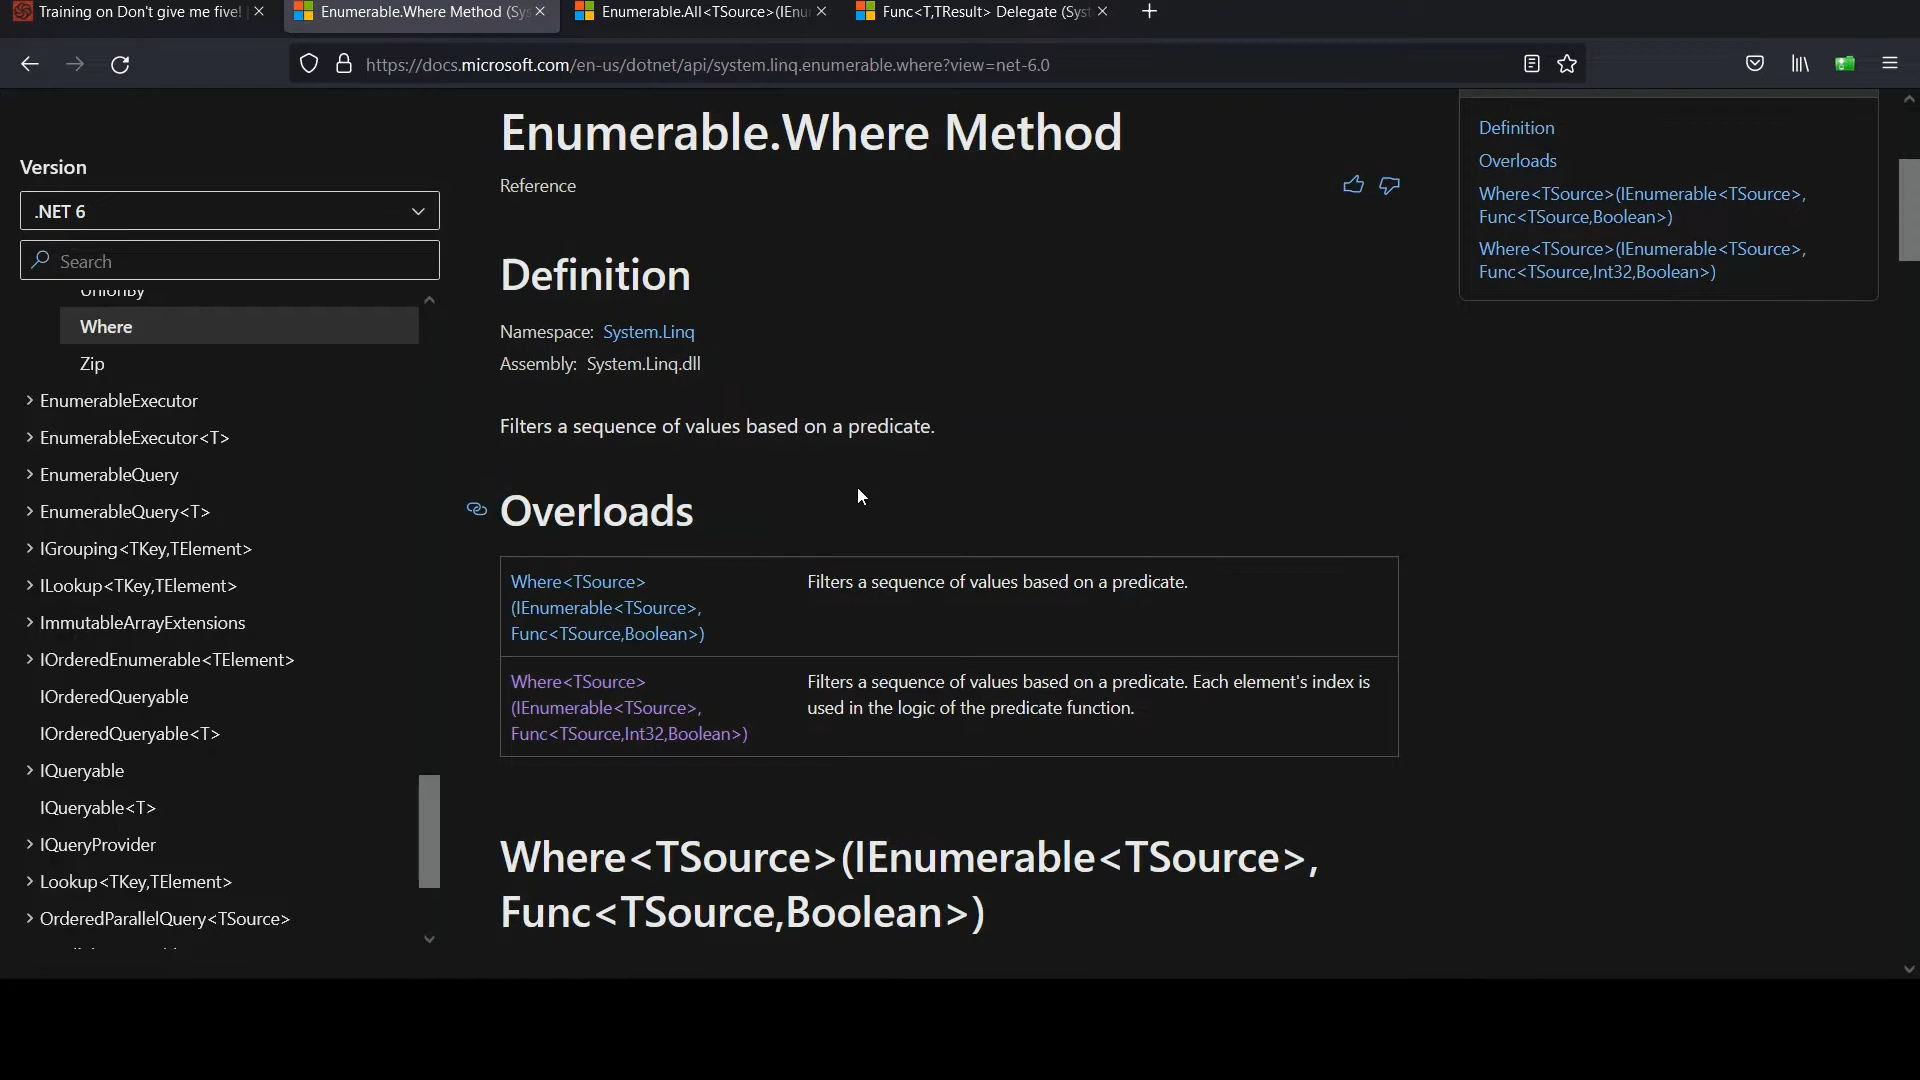 Training on Don't give me five! |
Enumerable.Where Method (Sys
Enumerable.All<TSource>(IEnu
Func<T,TResult> Delegate (Syst
https://docs.microsoft.com/en-us/dotnet/api/system.linq.enumerable.where?view=net-6.0
Version
.NET 6
Search
UnionBy
Where
Zip
EnumerableExecutor
EnumerableExecutor<T>
EnumerableQuery
EnumerableQuery<T>
IGrouping<TKey,TElement>
ILookup<TKey,TElement>
ImmutableArrayExtensions
IOrderedEnumerable<TElement>
IOrderedQueryable
IOrderedQueryable<T>
IQueryable
IQueryable<T>
IQueryProvider
Lookup<TKey,TElement>
OrderedParallelQuery<TSource>
Enumerable.Where Method
Reference
Definition
Namespace: System.Linq
Assembly: System.Linq.dll
Filters a sequence of values based on a predicate.
Overloads
Where<TSource>
(IEnumerable<TSource>,
Func<TSource,Boolean>)
Filters a sequence of values based on a predicate.
Where<TSource>
(IEnumerable<TSource>,
Func<TSource,Int32,Boolean>)
Filters a sequence of values based on a predicate. Each element's index is
used in the logic of the predicate function.
Where<TSource>(IEnumerable<TSource>,
Func<TSource,Boolean>)
Definition
Overloads
Where<TSource>(IEnumerable<TSource>,
Func<TSource,Boolean>)
Where<TSource>(IEnumerable<TSource>,
Func<TSource,Int32,Boolean>)